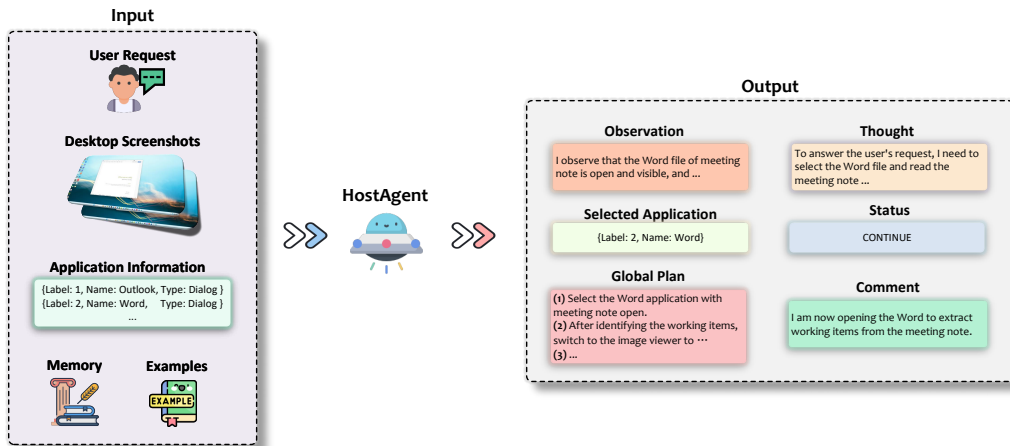 Input
User Request
Desktop Screenshots
Application Information
{Label: 1, Name: Outlook, Type: Dialog }
{Label: 2, Name: Word, Type: Dialog }
...
Memory
Examples
EXAMPLE
HostAgent
Output
Observation
I observe that the Word file of meeting
note is open and visible, and ...
Thought
To answer the user's request, I need to
select the Word file and read the
meeting note ...
Selected Application
{Label: 2, Name: Word}
Status
CONTINUE
Global Plan
(1) Select the Word application with
meeting note open.
(2) After identifying the working items,
switch to the image viewer to ⋯
(3) ...
Comment
I am now opening the Word to extract
working items from the meeting note.